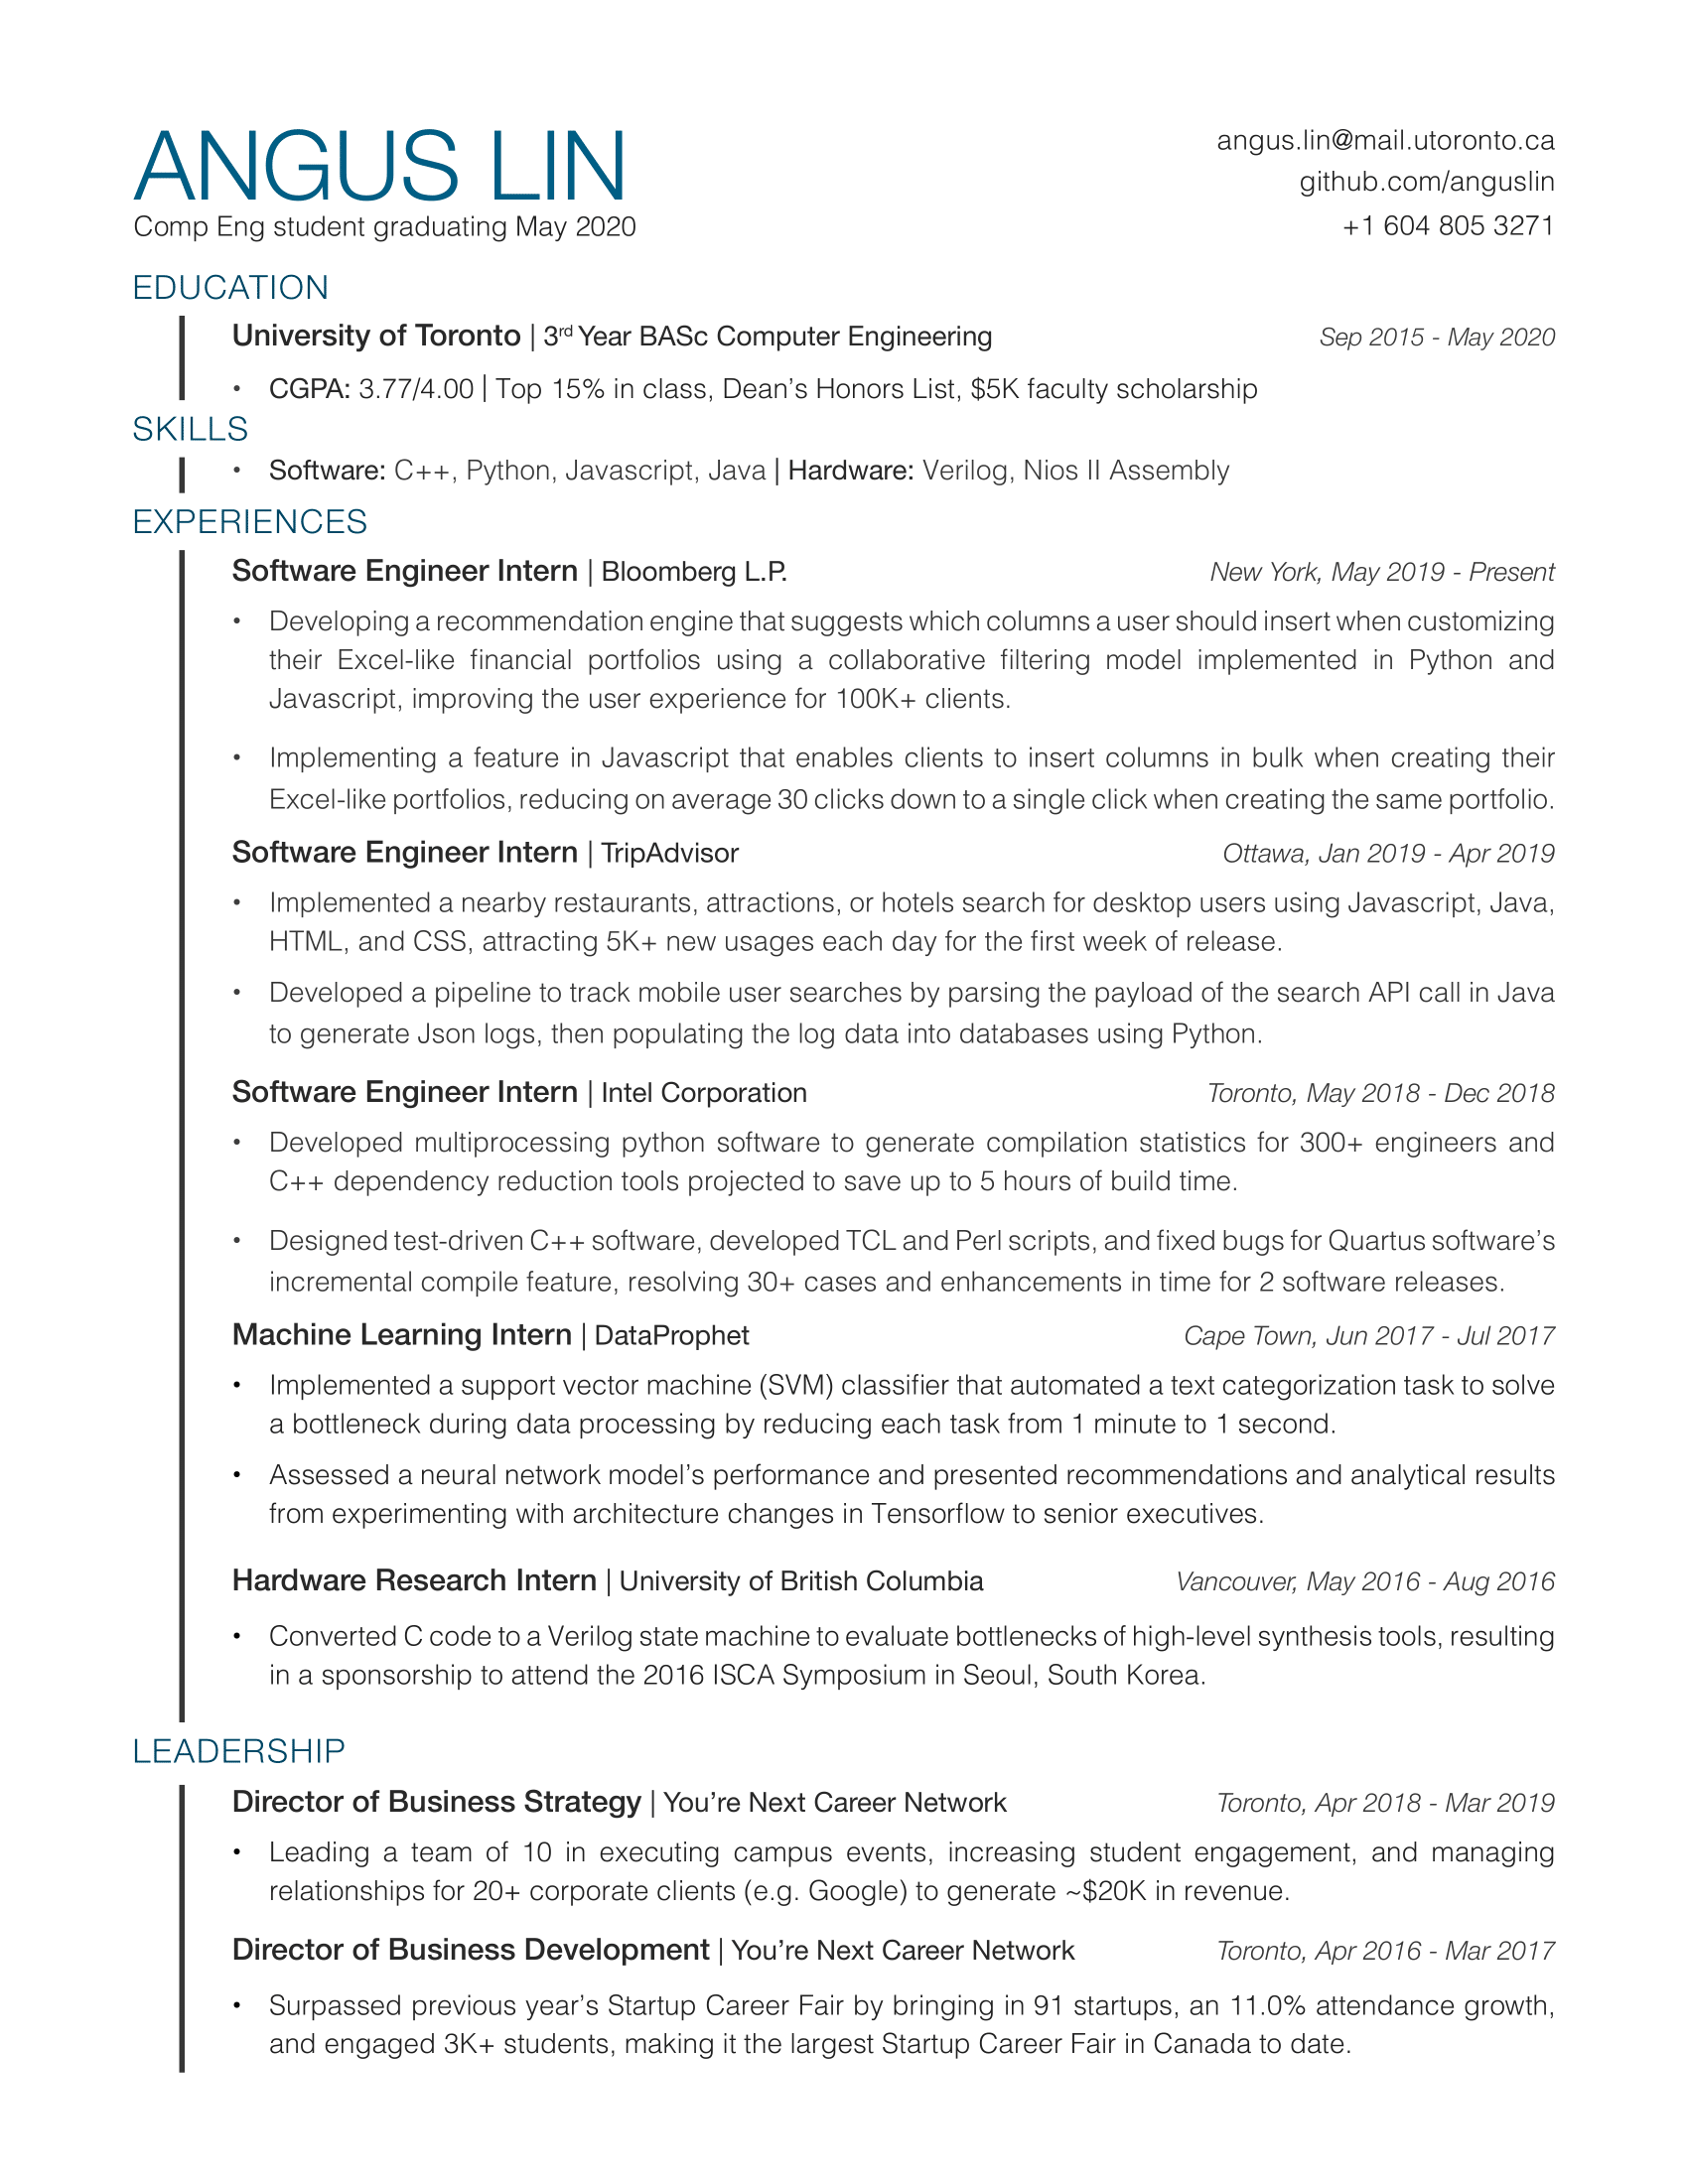 ANGUS LIN
Comp Eng student graduating May 2020
angus.lin@mail.utoronto.ca
github.com/anguslin
+1 604 805 3271
EDUCATION
University of Toronto | 3rd Year BASc Computer Engineering Sep 2015 - May 2020
• CGPA: 3.77/4.00 | Top 15% in class, Dean’s Honors List, $5K faculty scholarship
SKILLS
• Software: C++, Python, Javascript, Java | Hardware: Verilog, Nios II Assembly
EXPERIENCES
Software Engineer Intern | Bloomberg L.P. New York, May 2019 - Present
• Developing a recommendation engine that suggests which columns a user should insert when customizing
their Excel-like financial portfolios using a collaborative filtering model implemented in Python and
Javascript, improving the user experience for 100K+ clients.
• Implementing a feature in Javascript that enables clients to insert columns in bulk when creating their
Excel-like portfolios, reducing on average 30 clicks down to a single click when creating the same portfolio.
Software Engineer Intern | TripAdvisor Ottawa, Jan 2019 - Apr 2019
• Implemented a nearby restaurants, attractions, or hotels search for desktop users using Javascript, Java,
HTML, and CSS, attracting 5K+ new usages each day for the first week of release.
• Developed a pipeline to track mobile user searches by parsing the payload of the search API call in Java
to generate Json logs, then populating the log data into databases using Python.
Software Engineer Intern | Intel Corporation Toronto, May 2018 - Dec 2018
• Developed multiprocessing python software to generate compilation statistics for 300+ engineers and
C++ dependency reduction tools projected to save up to 5 hours of build time.
• Designed test-driven C++ software, developed TCL and Perl scripts, and fixed bugs for Quartus software’s
incremental compile feature, resolving 30+ cases and enhancements in time for 2 software releases.
Machine Learning Intern | DataProphet Cape Town, Jun 2017 - Jul 2017
• Implemented a support vector machine (SVM) classifier that automated a text categorization task to solve
a bottleneck during data processing by reducing each task from 1 minute to 1 second.
• Assessed a neural network model’s performance and presented recommendations and analytical results
from experimenting with architecture changes in Tensorflow to senior executives.
Hardware Research Intern | University of British Columbia Vancouver, May 2016 - Aug 2016
• Converted C code to a Verilog state machine to evaluate bottlenecks of high-level synthesis tools, resulting
in a sponsorship to attend the 2016 ISCA Symposium in Seoul, South Korea.
LEADERSHIP
Director of Business Strategy | You’re Next Career Network Toronto, Apr 2018 - Mar 2019
• Leading a team of 10 in executing campus events, increasing student engagement, and managing
relationships for 20+ corporate clients (e.g. Google) to generate ~$20K in revenue.
Director of Business Development | You’re Next Career Network Toronto, Apr 2016 - Mar 2017
• Surpassed previous year’s Startup Career Fair by bringing in 91 startups, an 11.0% attendance growth,
and engaged 3K+ students, making it the largest Startup Career Fair in Canada to date.